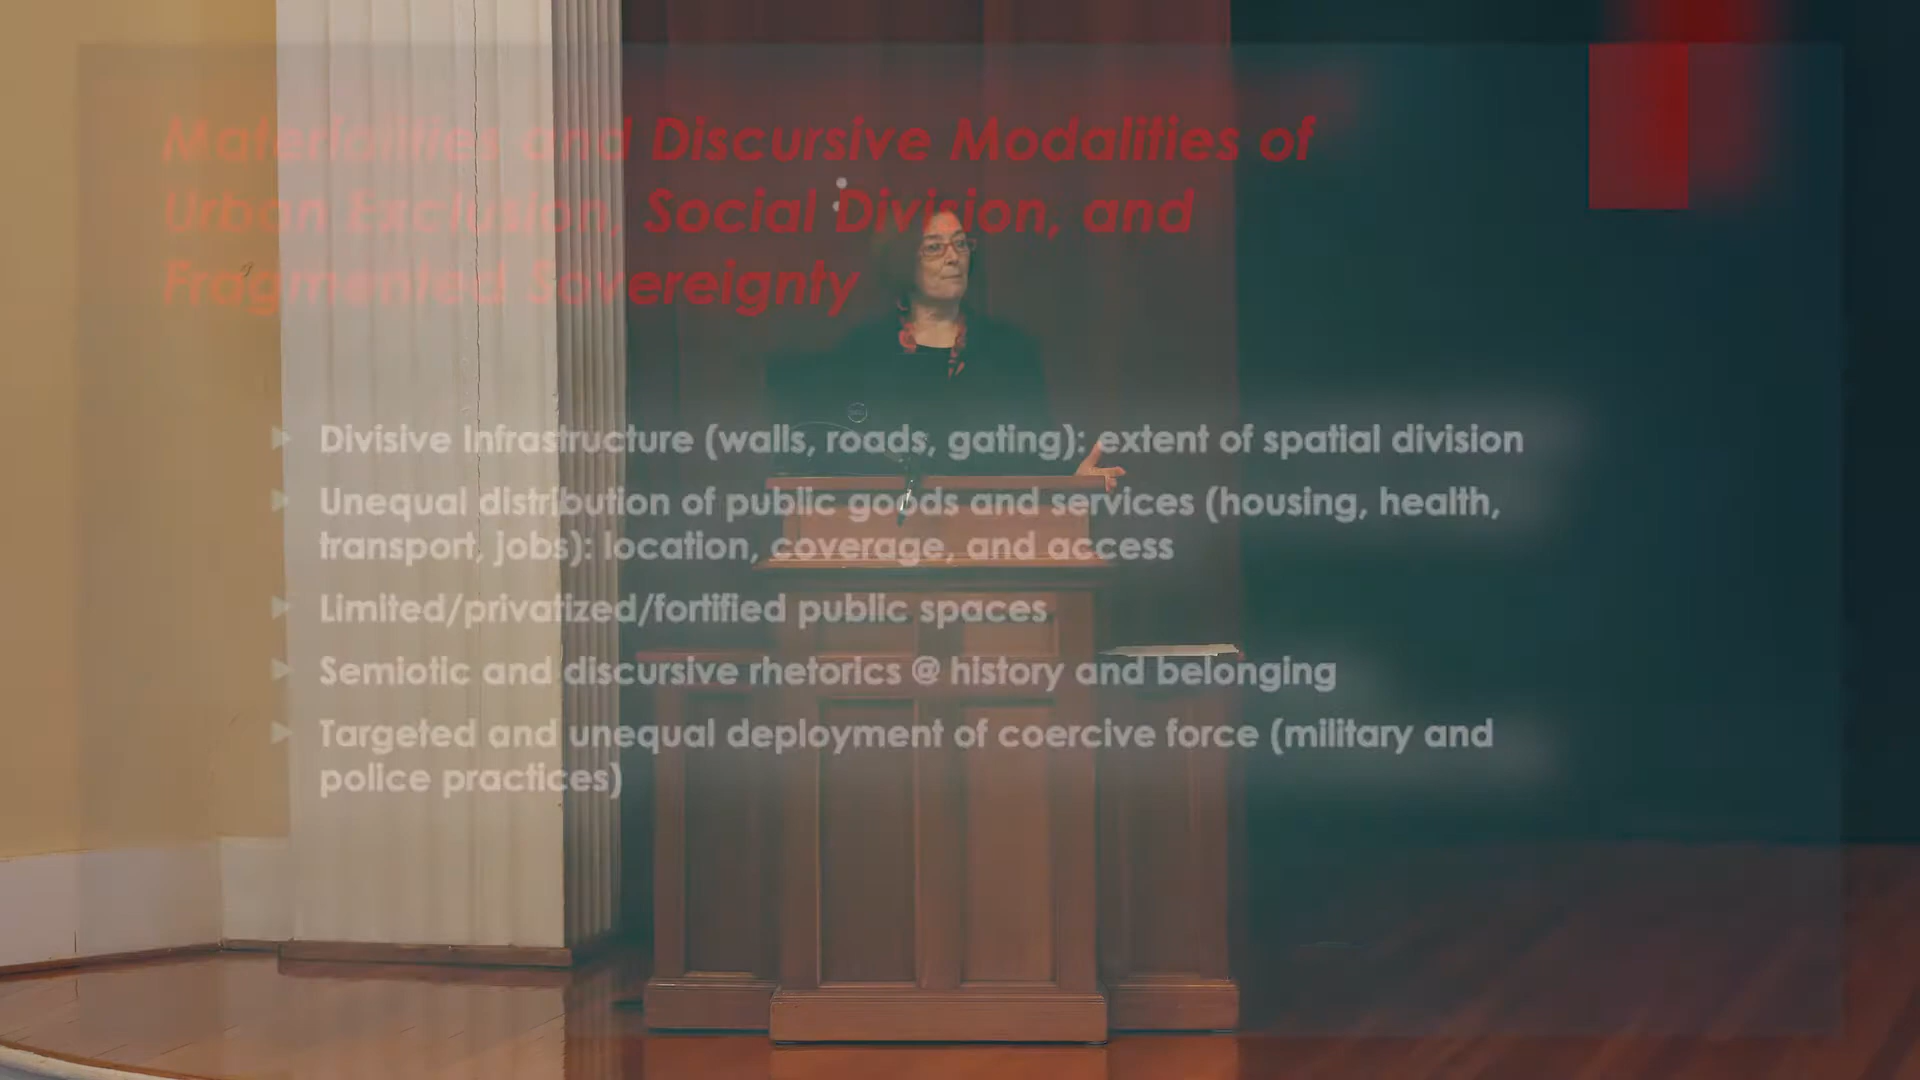 Materialities and Discursive Modalities of
Urban Exclusion, Social Division, and
Fragmented Sovereignty
Divisive Infrastructure (walls, roads, gating): extent of spatial division
Unequal distribution of public goods and services (housing, health,
transport, jobs): location, coverage, and access
Limited/privatized/fortified public spaces
Semiotic and discursive rhetorics @ history and belonging
Targeted and unequal deployment of coercive force (military and
police practices)